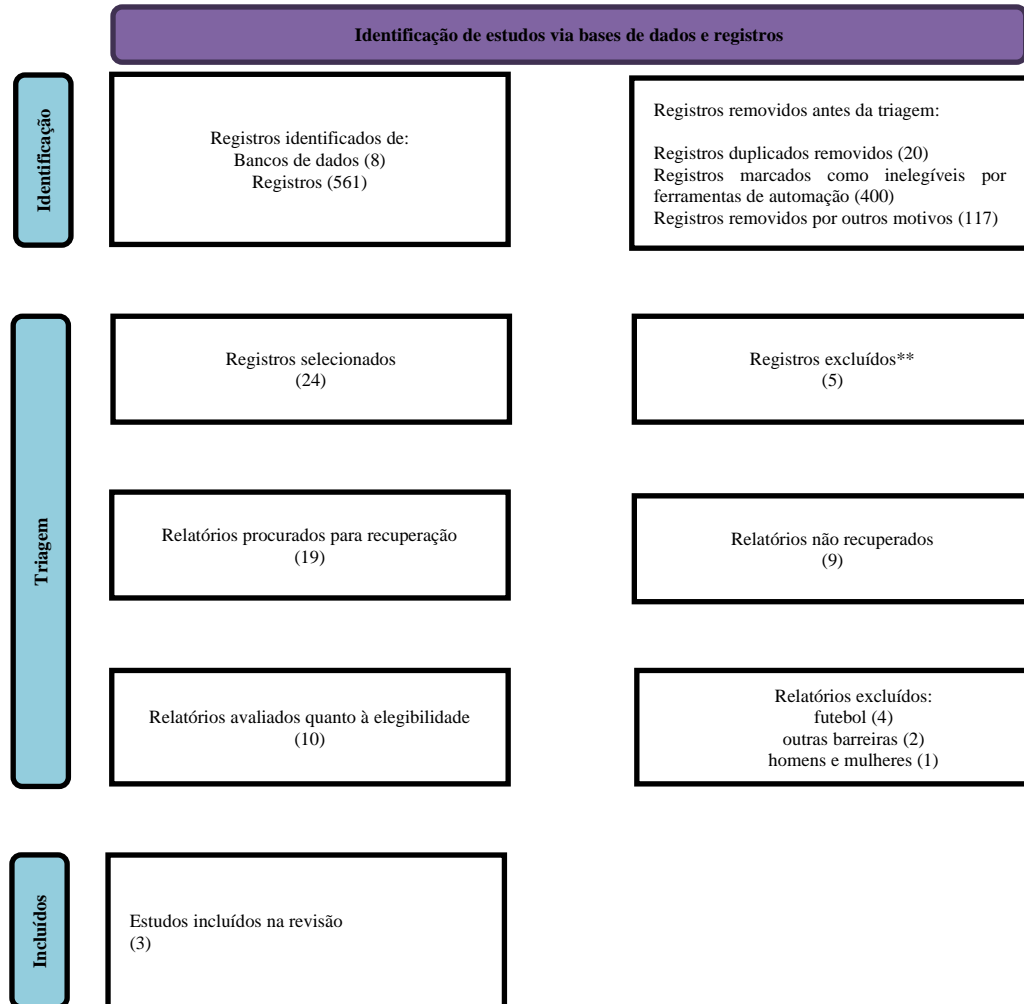 Identificação de estudos via bases de dados e registros
Identificação
Registros identificados de:
Bancos de dados (8)
Registros (561)
Registros removidos antes da triagem:
Registros duplicados removidos (20)
Registros marcados como inelegíveis por
ferramentas de automação (400)
Registros removidos por outros motivos (117)
Triagem
Registros selecionados
(24)
Registros excluídos**
(5)
Relatórios procurados para recuperação
(19)
Relatórios não recuperados
(9)
Relatórios avaliados quanto à elegibilidade
(10)
Relatórios excluídos:
futebol (4)
outras barreiras (2)
homens e mulheres (1)
Incluídos
Estudos incluídos na revisão
(3)